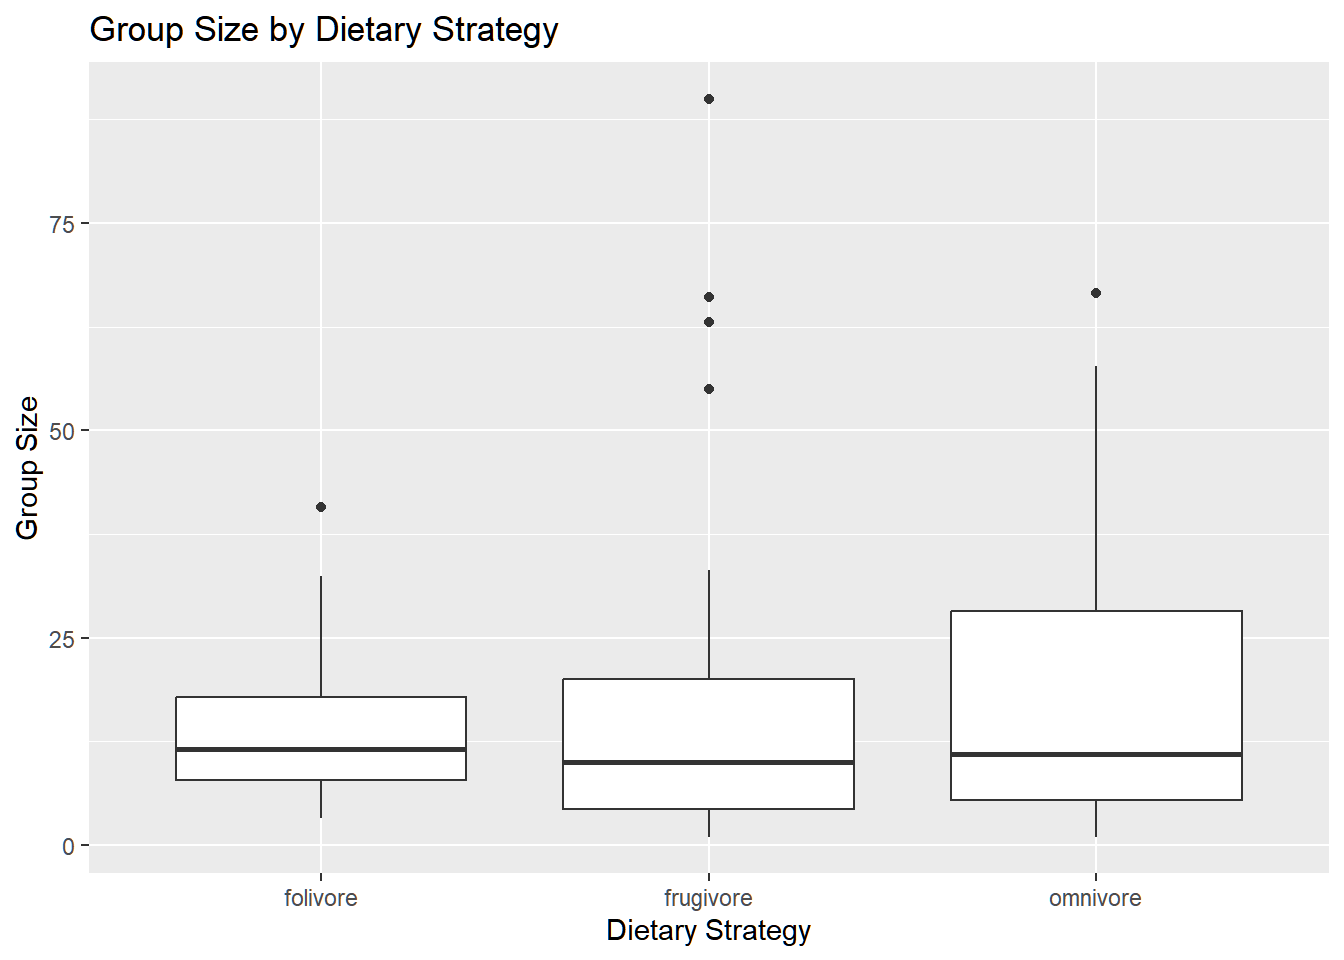 Group Size by Dietary Strategy
Group Size
75
50
25
0
folivore
frugivore
omnivore
Dietary Strategy